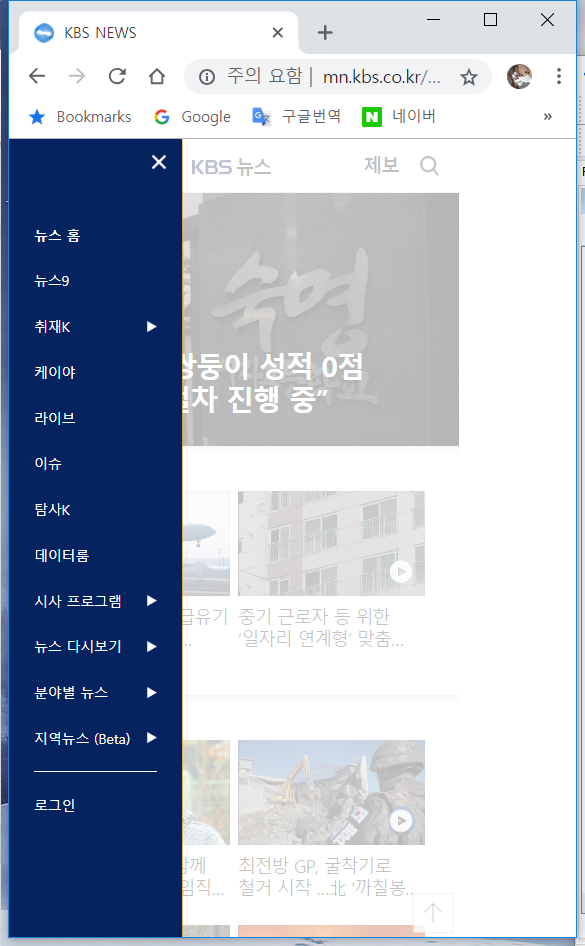 KBS NEWS
주의 요함 | mn.kbs.co.kr/...
Bookmarks
Google
구글번역
네이버
»
KBS 뉴스
제보
뉴스 홈
뉴스9
취재K
케이야
라이브
이슈
탐사K
데이터룸
시사 프로그램
뉴스 다시보기
분야별 뉴스
지역뉴스 (Beta)
로그인
숙명
쌍둥이 성적 0점
절차 진행 중”
급유기
...
중기 근로자 등 위한
‘일자리 연계형’ 맞춤...
함께
임직...
최전방 GP, 굴착기로
철거 시작 ...北 ‘까칠봉...